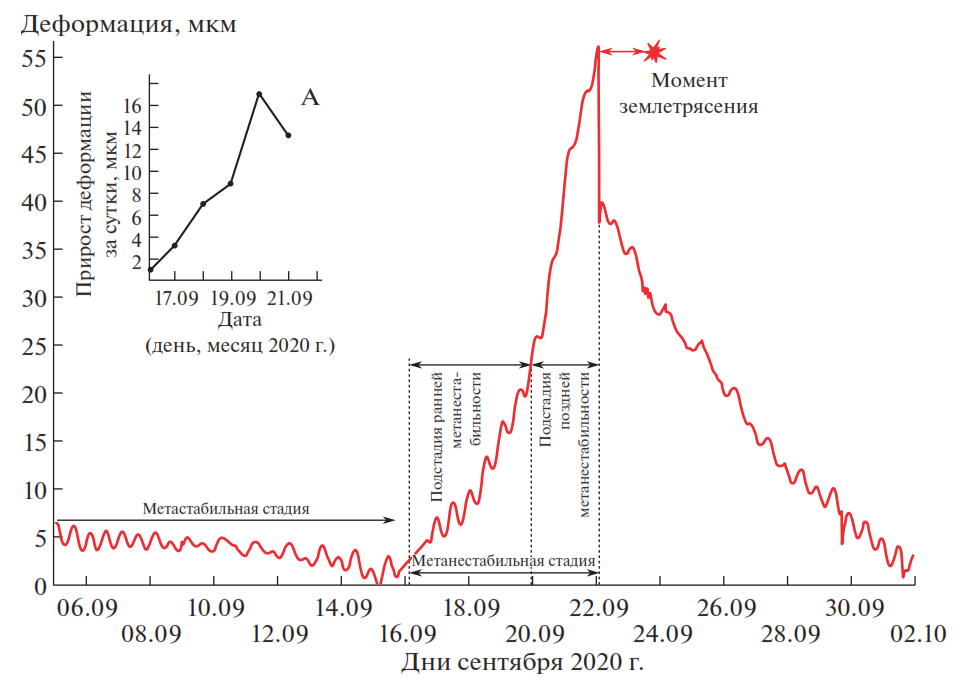 Деформация, мкм
55
50
45
40
35
30
25
20
15
10
5
0
Момент
землетрясения
А
Прирост деформации
за сутки, мкм
16
14
12
10
8
6
4
2
17.09 19.09 21.09
Дата
(день, месяц 2020 г.)
Метастабильная стадия
Подстадия ранней
метанеста-
бильности
Подстадия
поздней
метанестабильности
Метанестабильная стадия
06.09 10.09 14.09 18.09 22.09 26.09 30.09
08.09 12.09 16.09 20.09 24.09 28.09 02.10
Дни сентября 2020 г.